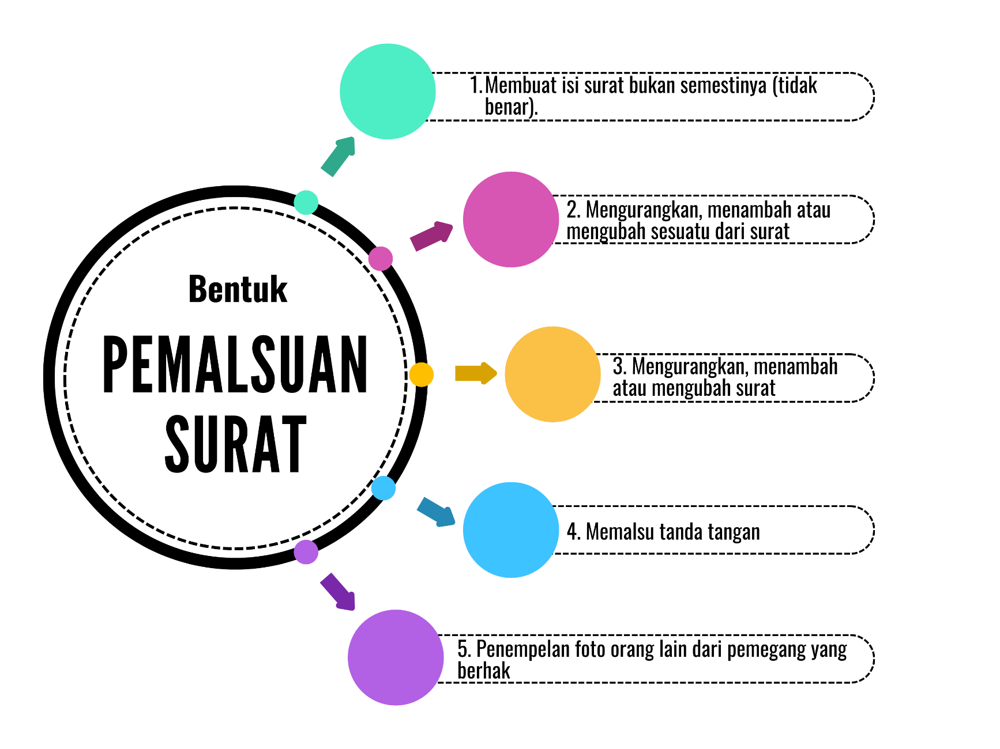 Bentuk
PEMALSUAN
SURAT
1. Membuat isi surat bukan semestinya (tidak
benar).
2. Mengurangkan, menambah atau
mengubah sesuatu dari surat
3. Mengurangkan, menambah
atau mengubah surat
4. Memalsu tanda tangan
5. Penempelan foto orang lain dari pemegang yang
berhak